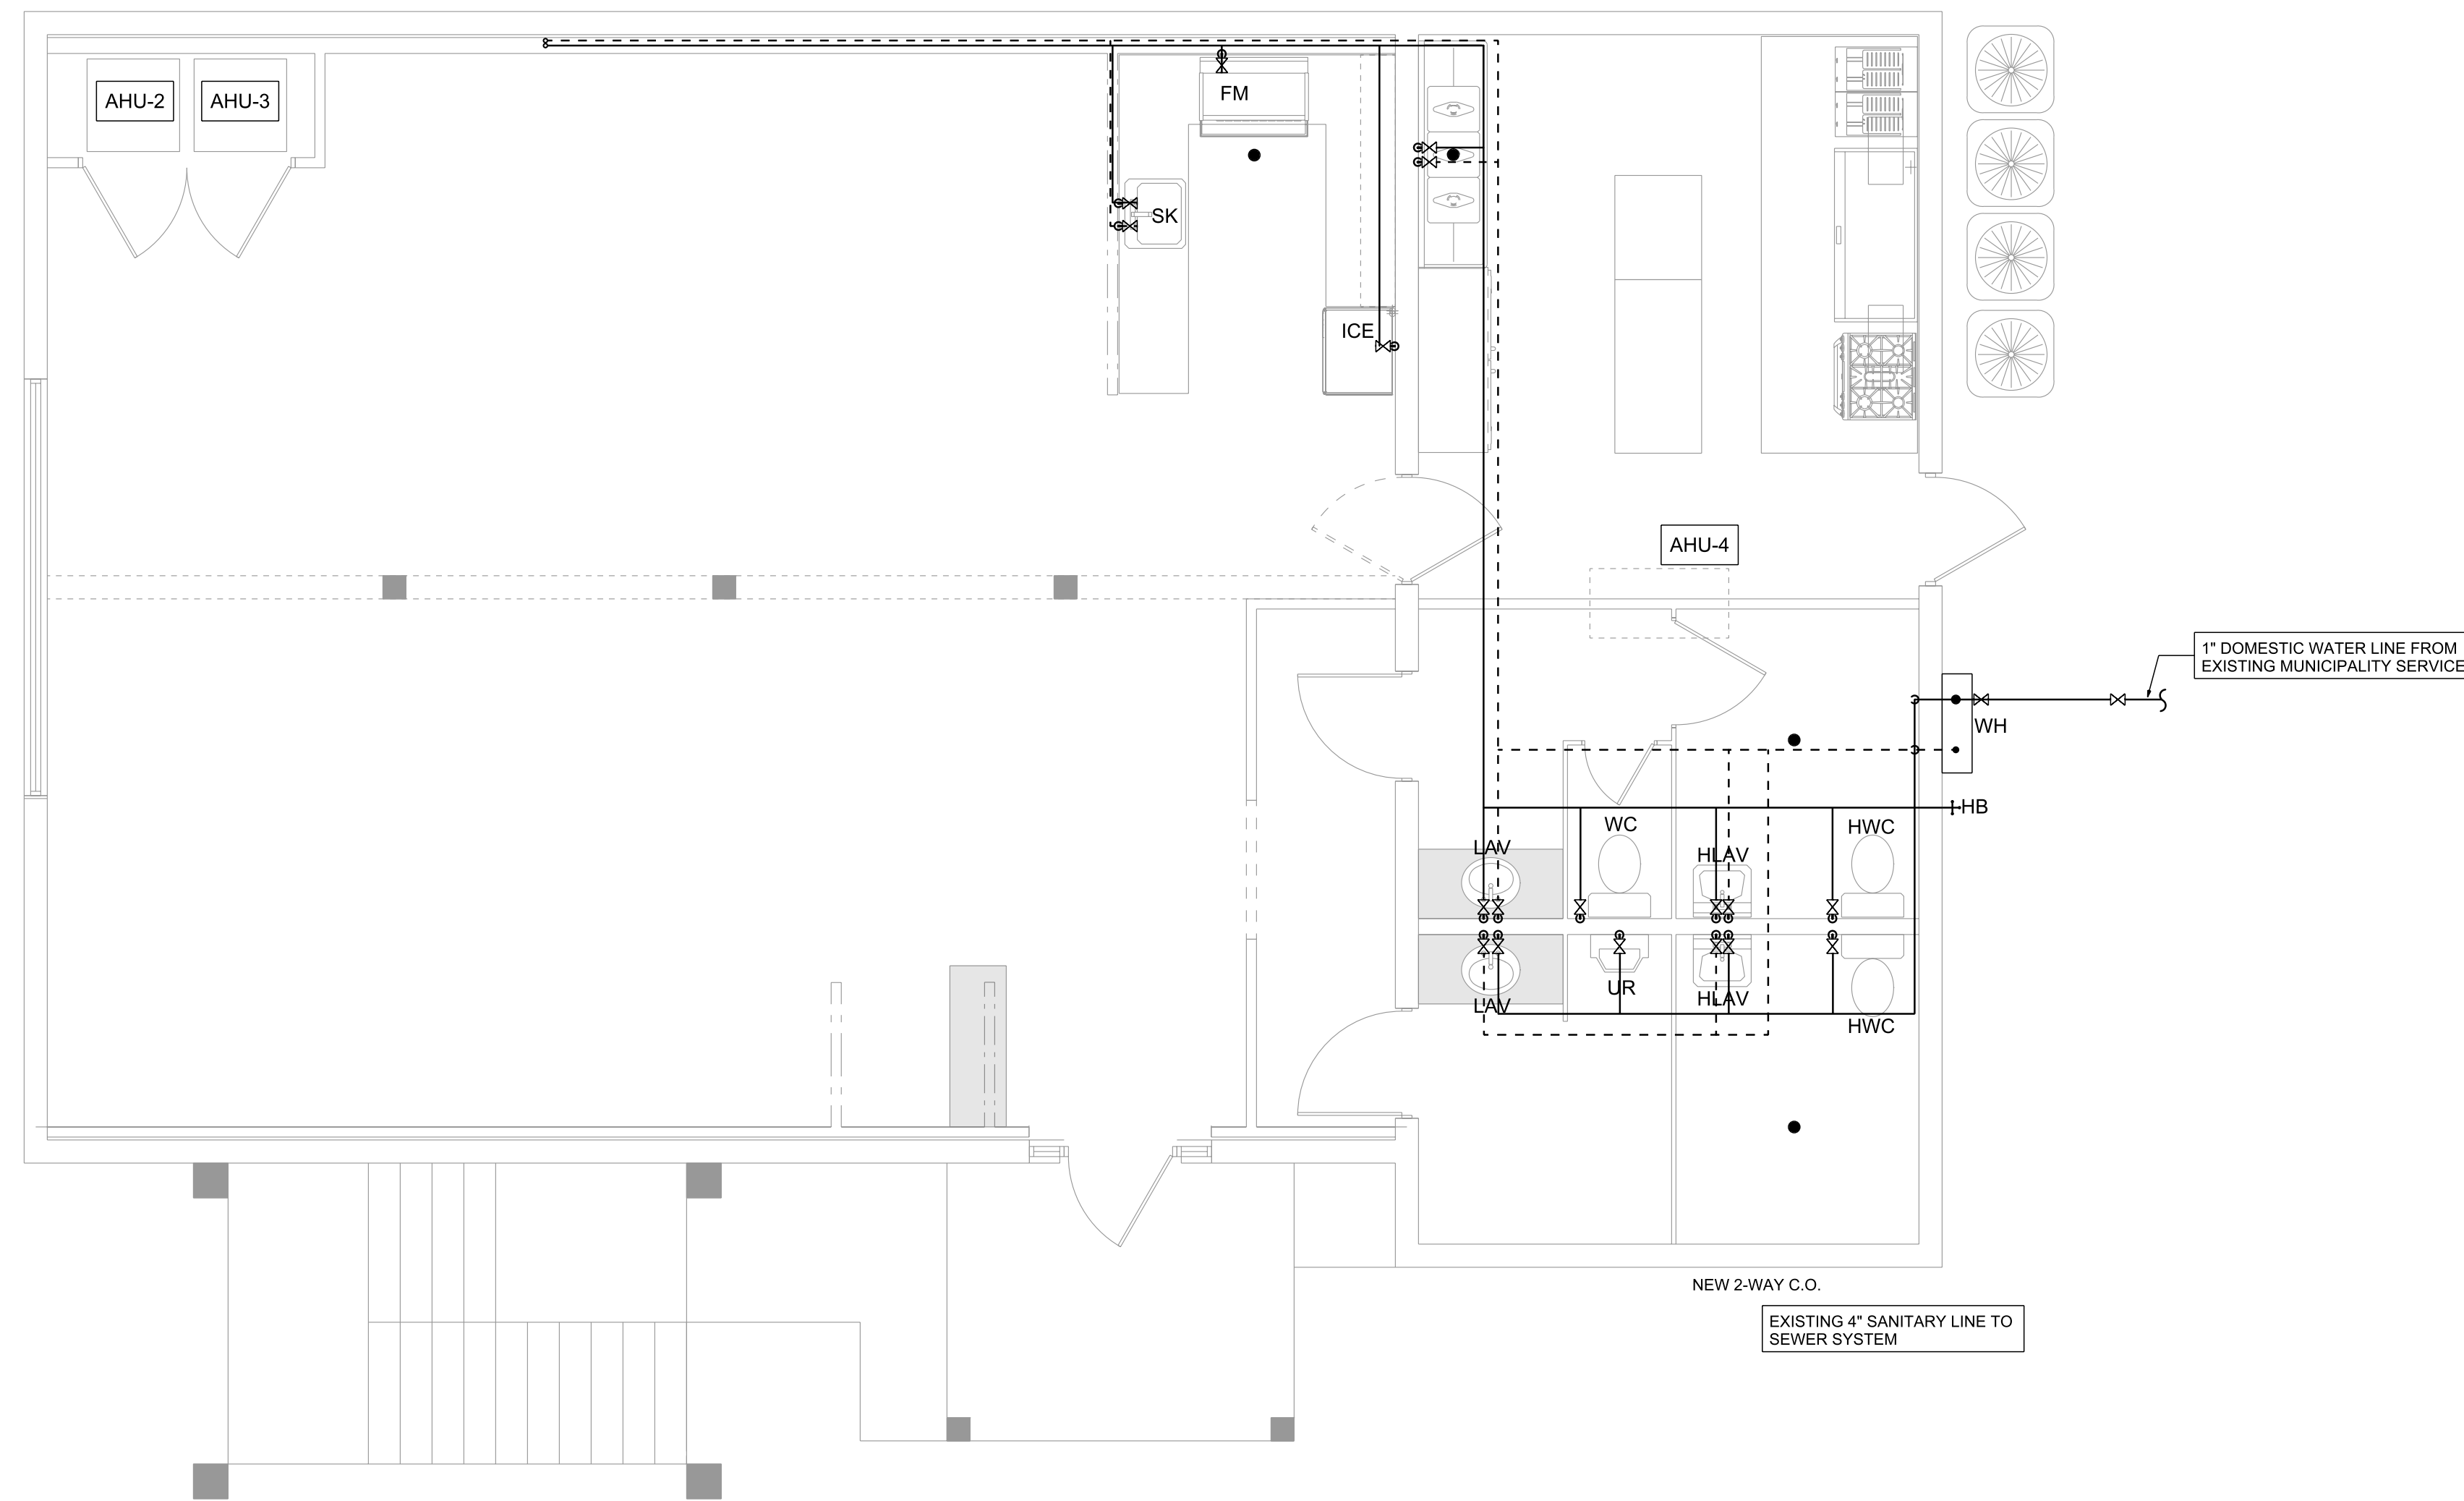 AHU-2
AHU-3
FM
SK
ICE
AHU-4
1" DOMESTIC WATER LINE FROM
EXISTING MUNICIPALITY SERVICE
WH
HB
WC
HWC
LAV
HLAV
UR
LAV
HLAV
HWC
NEW 2-WAY C.O.
EXISTING 4" SANITARY LINE TO
SEWER SYSTEM